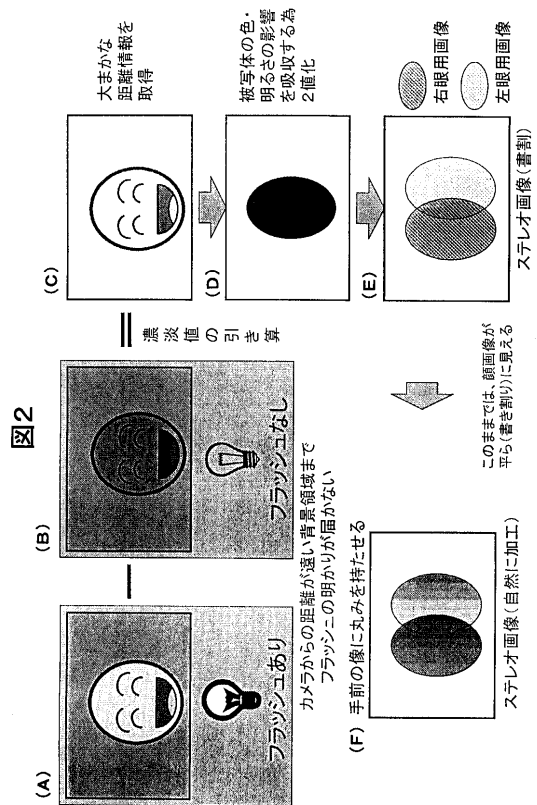 図2
(A)
フラッシュあり
(B)
フラッシュなし
カメラからの距離が遠い背景領域まで
フラッシュの明かりが届かない
濃淡値の引き算
(C)
大まかな
距離情報を
取得
(D)
被写体の色・
明るさの影響
を吸収する為
2値化
(E)
右眼用画像
左眼用画像
ステレオ画像(書割)
このままでは、顔画像が
平ら(書き割り)に見える
(F) 手前の像に丸みを持たせる
ステレオ画像(自然に加工)